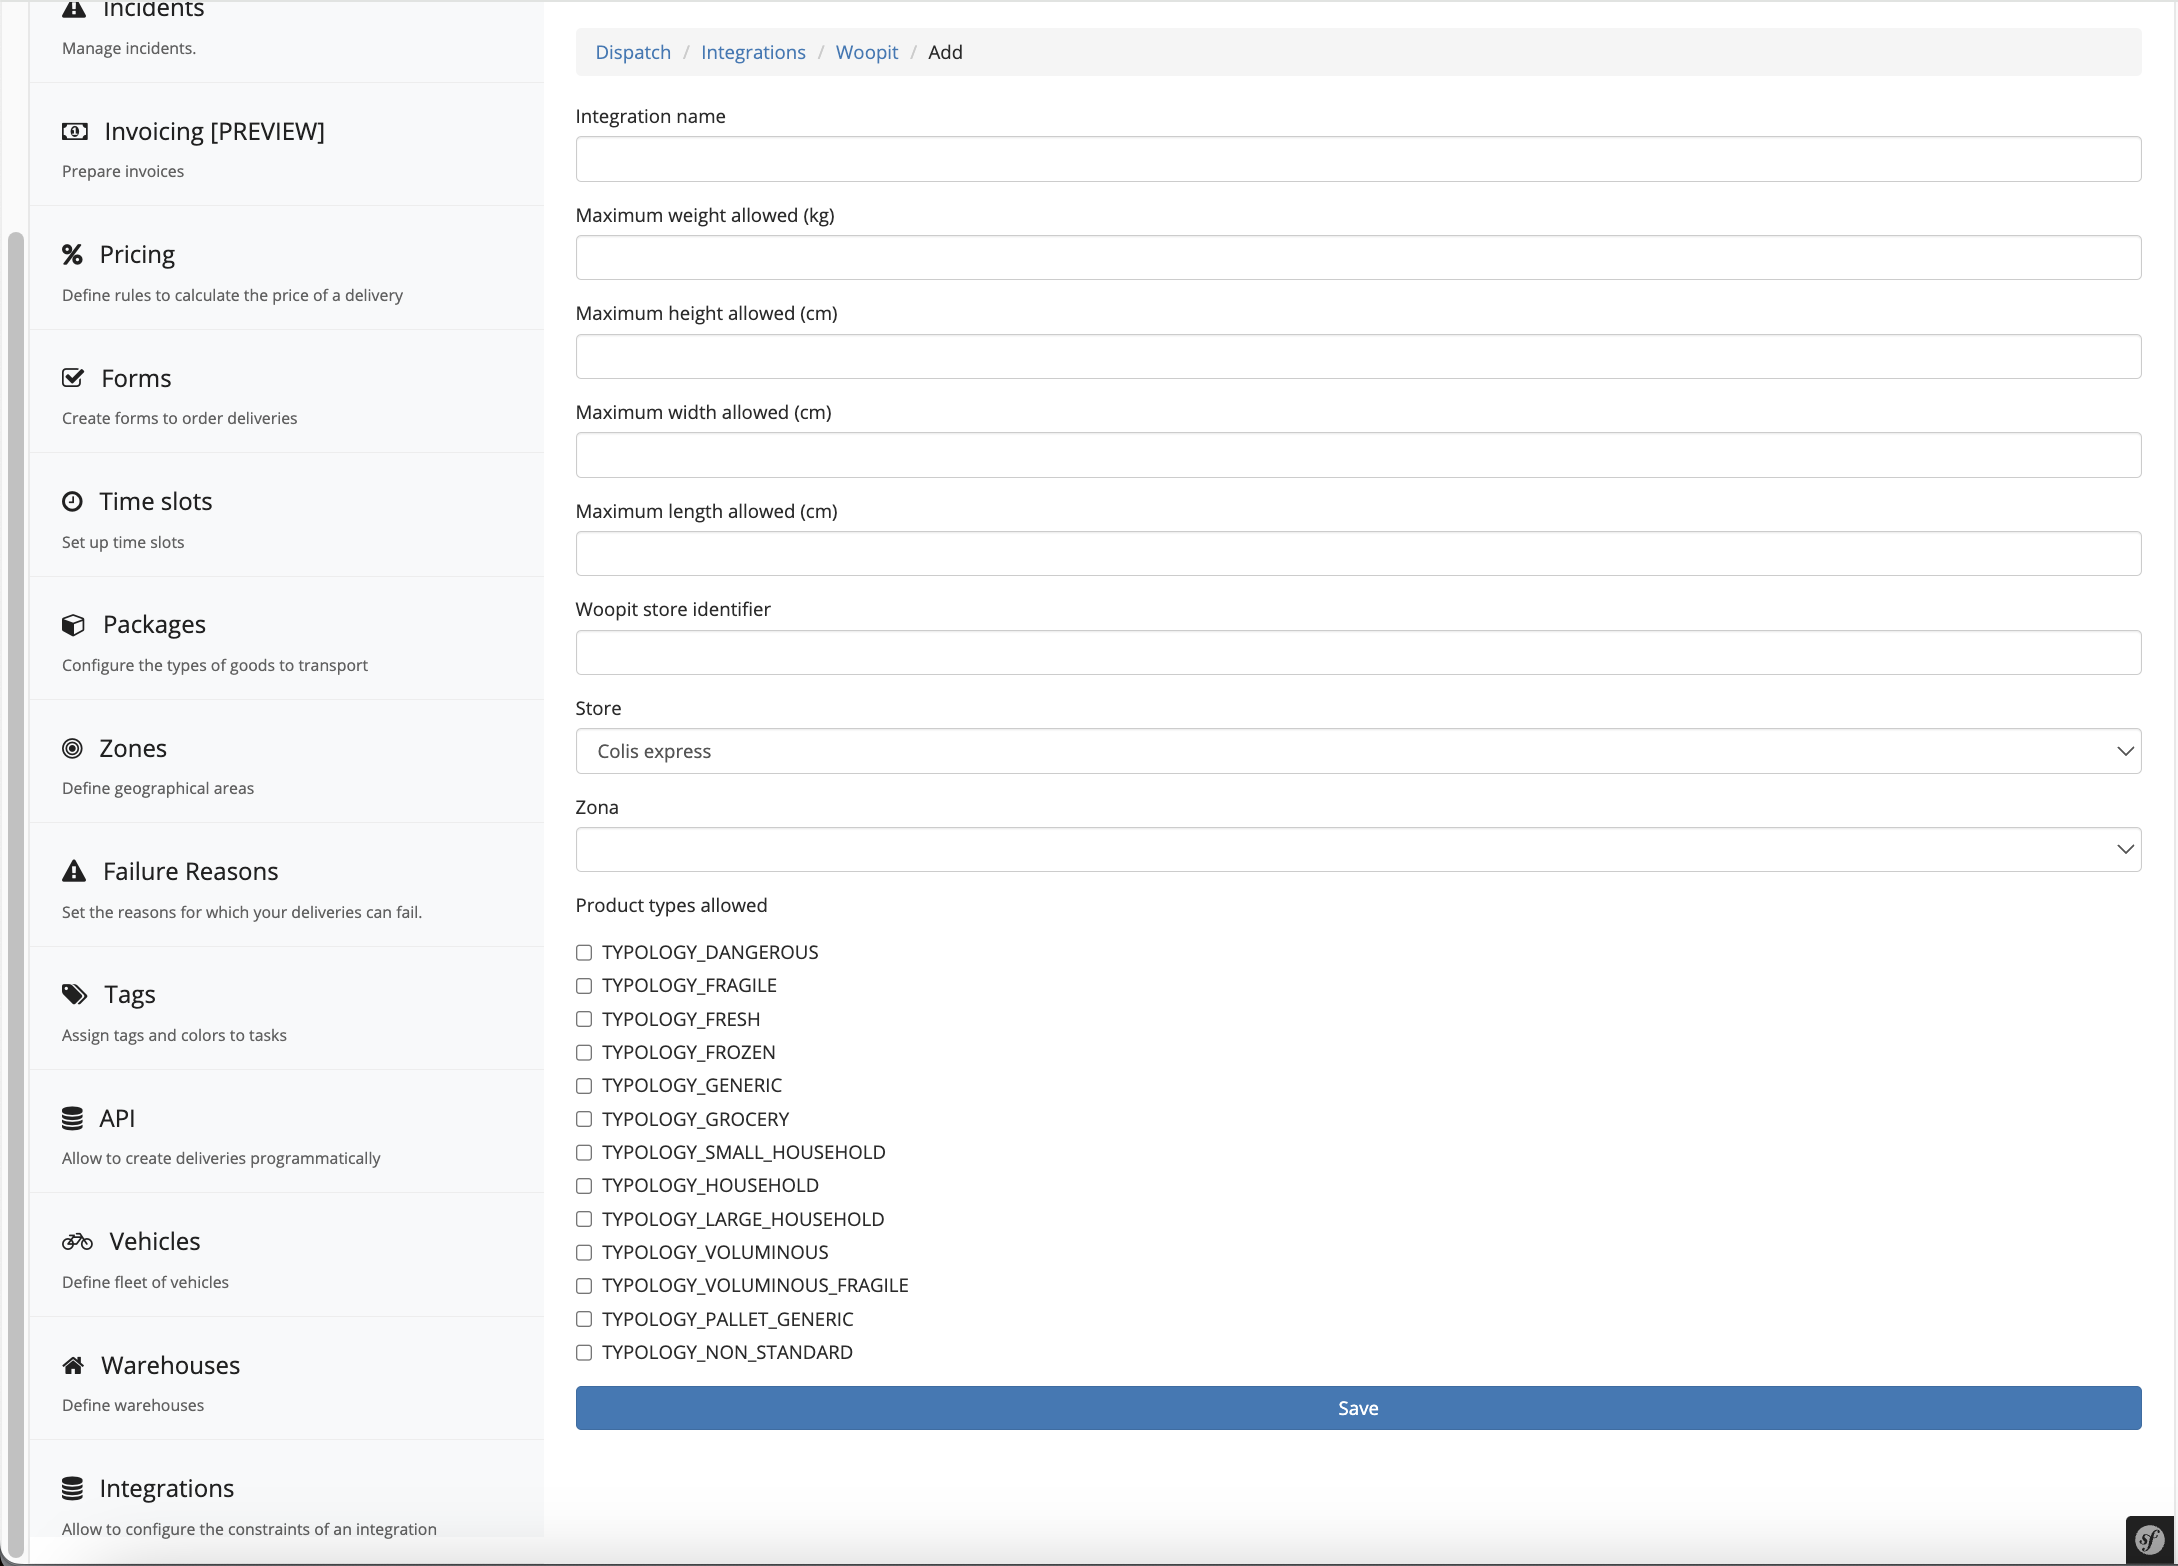 Incidents
Manage incidents.
Invoicing [PREVIEW]
Prepare invoices
Pricing
Define rules to calculate the price of a delivery
Forms
Create forms to order deliveries
Time slots
Set up time slots
Packages
Configure the types of goods to transport
Zones
Define geographical areas
Failure Reasons
Set the reasons for which your deliveries can fail.
Tags
Assign tags and colors to tasks
API
Allow to create deliveries programmatically
Vehicles
Define fleet of vehicles
Warehouses
Define warehouses
Integrations
Allow to configure the constraints of an integration
Dispatch / Integrations / Woopit / Add
Integration name
Maximum weight allowed (kg)
Maximum height allowed (cm)
Maximum width allowed (cm)
Maximum length allowed (cm)
Woopit store identifier
Store
Colis express
Zona
Product types allowed
TYPOLOGY_DANGEROUS
TYPOLOGY_FRAGILE
TYPOLOGY_FRESH
TYPOLOGY_FROZEN
TYPOLOGY_GENERIC
TYPOLOGY_GROCERY
TYPOLOGY_SMALL_HOUSEHOLD
TYPOLOGY_HOUSEHOLD
TYPOLOGY_LARGE_HOUSEHOLD
TYPOLOGY_VOLUMINOUS
TYPOLOGY_VOLUMINOUS_FRAGILE
TYPOLOGY_PALLET_GENERIC
TYPOLOGY_NON_STANDARD
Save
sf